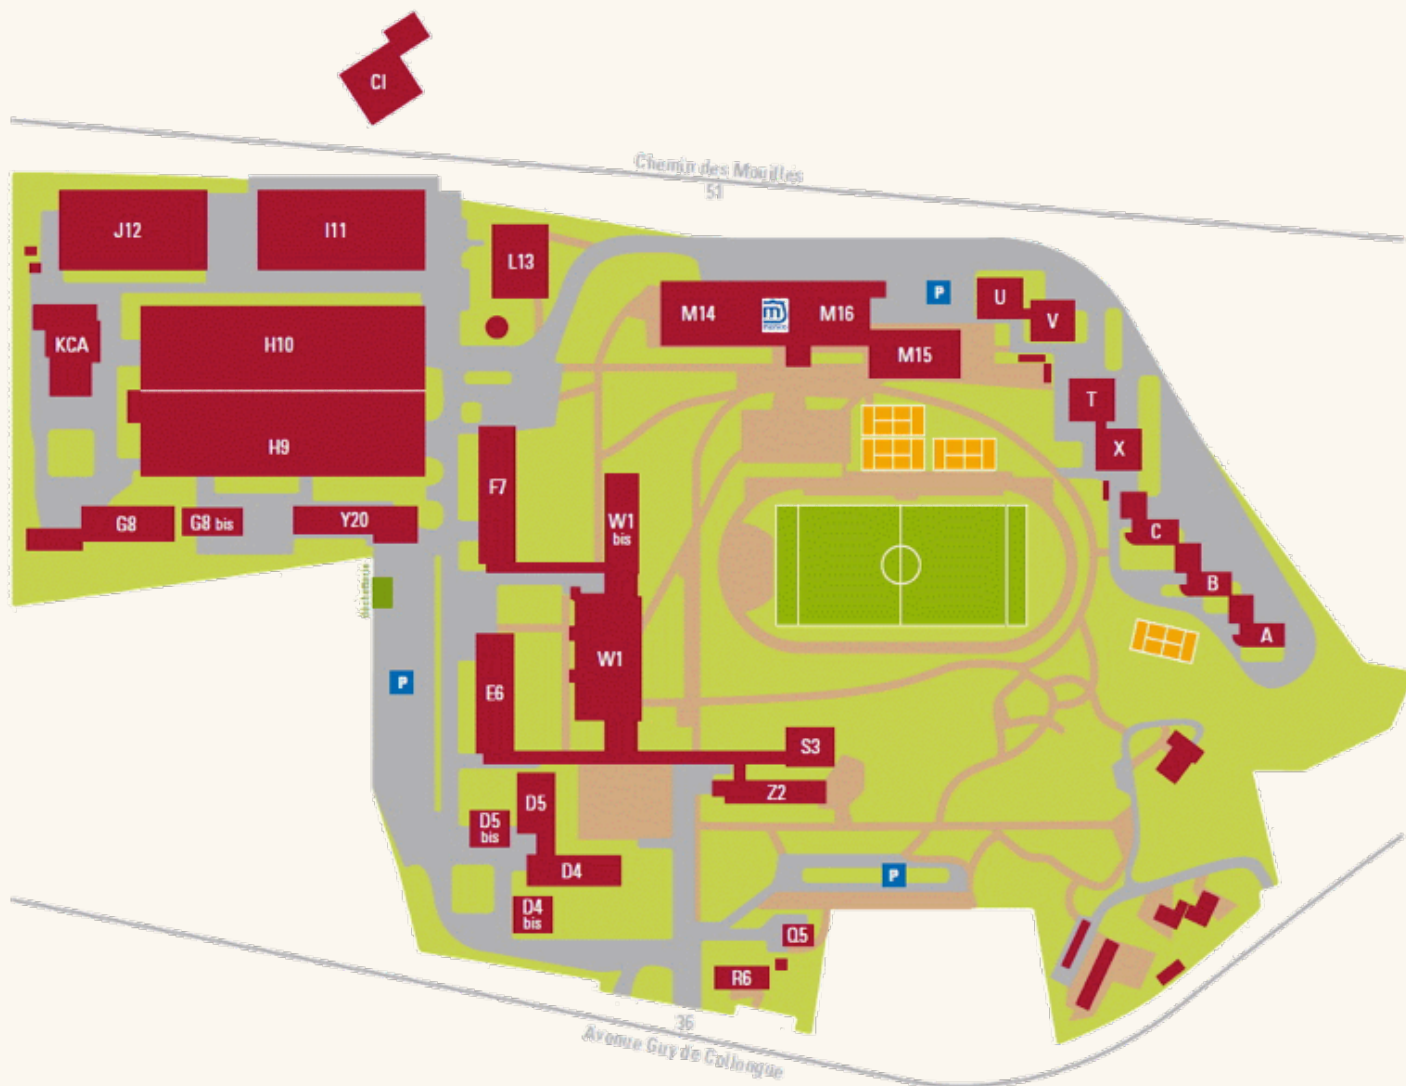 CI
Chemin des Mouilles
51
J12
I11
L13
U
M14
M16
P
V
KCA
H10
M15
T
H9
X
F7
G8
G8 bis
Y20
W1
bis
C
B
déchetterie
A
W1
P
E6
S3
Z2
D5
D5
bis
D4
P
D4
bis
Q5
R6
36
Avenue Guy de Collongue